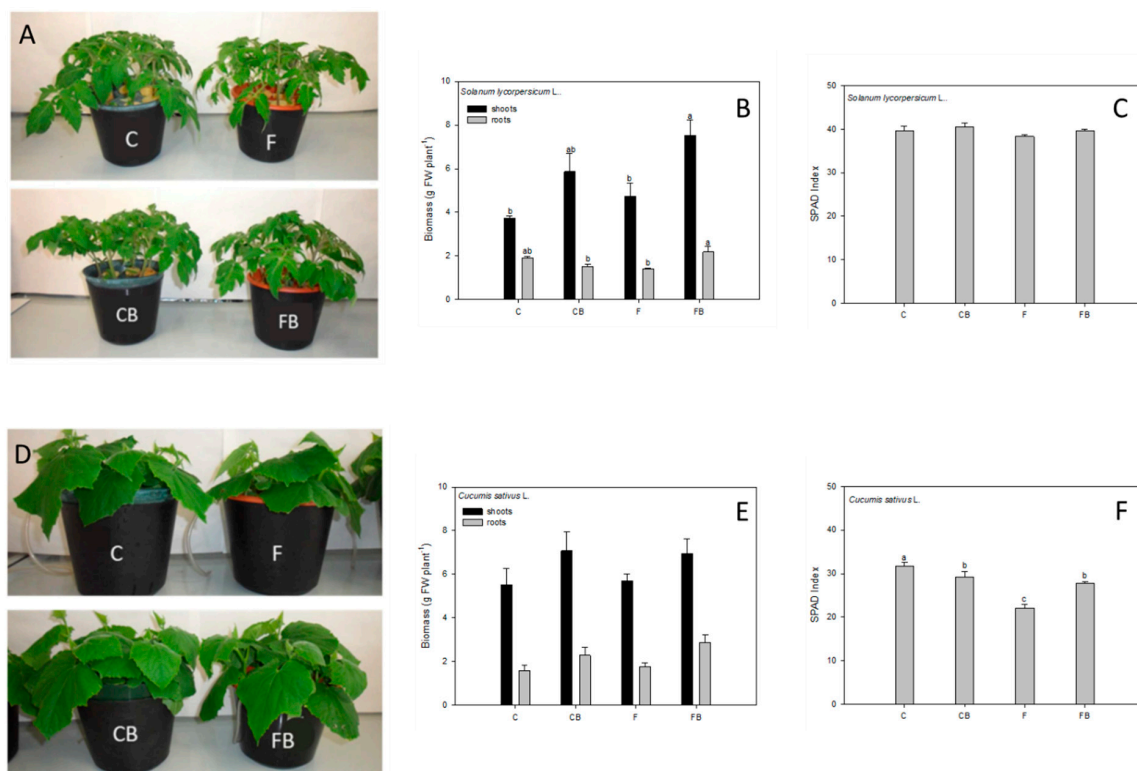 A
C
F
CB
FB
10
8
6
4
2
0
Biomass (g FW plant⁻¹)
Solanum lycorpersicum L..
shoots
roots
B
b
ab
ab
b
b
b
a
a
C
CB
F
FB
50
40
30
20
10
0
SPAD Index
Solanum lycorpersicum L.
C
C
CB
F
FB
D
C
F
CB
FB
10
8
6
4
2
0
Biomass (g FW plant⁻¹)
Cucumis sativus L.
shoots
roots
E
C
CB
F
FB
50
40
30
20
10
0
SPAD Index
Cucumis sativus L.
F
a
b
c
b
C
CB
F
FB